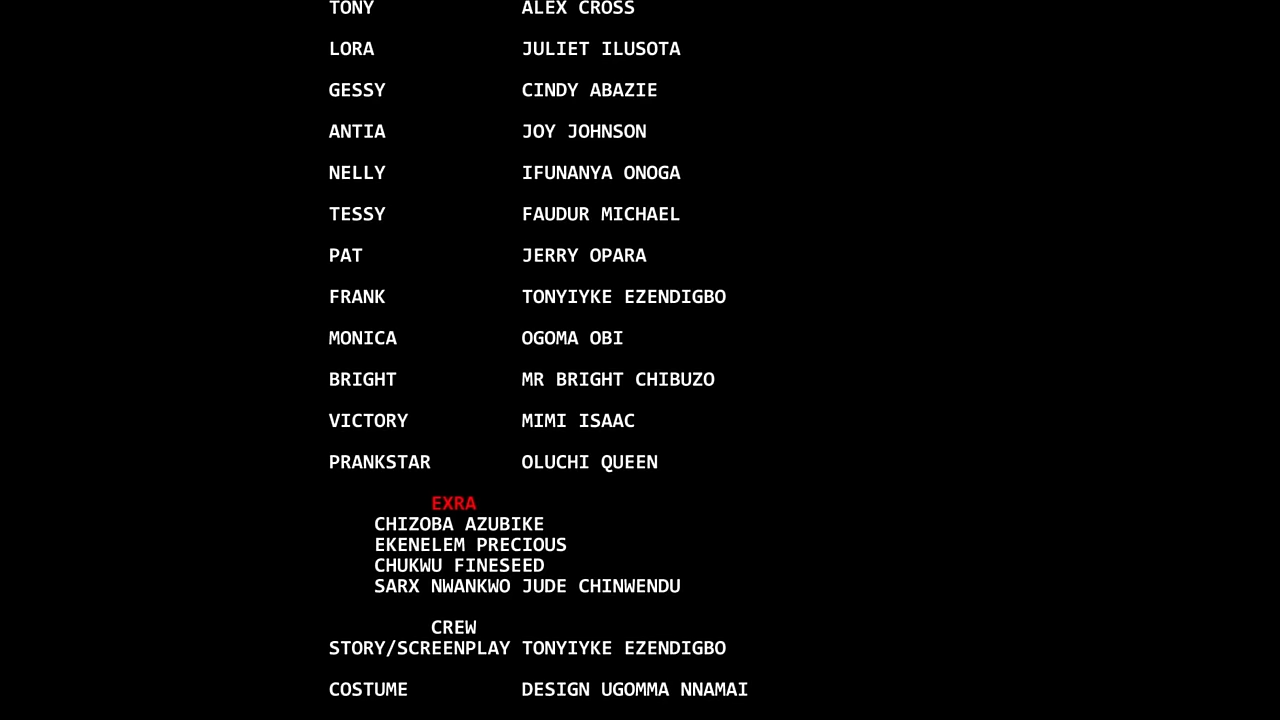 TONY ALEX CROSS
LORA JULIET ILUSOTA
GESSY CINDY ABAZIE
ANTIA JOY JOHNSON
NELLY IFUNANYA ONOGA
TESSY FAUDUR MICHAEL
PAT JERRY OPARA
FRANK TONYIYKE EZENDIGBO
MONICA OGOMA OBI
BRIGHT MR BRIGHT CHIBUZO
VICTORY MIMI ISAAC
PRANKSTAR OLUCHI QUEEN
EXRA
CHIZOBA AZUBIKE
EKENELEM PRECIOUS
CHUKWU FINESEED
SARX NWANKWO JUDE CHINWENDU
CREW
STORY/SCREENPLAY TONYIYKE EZENDIGBO
COSTUME DESIGN UGOMMA NNAMAI